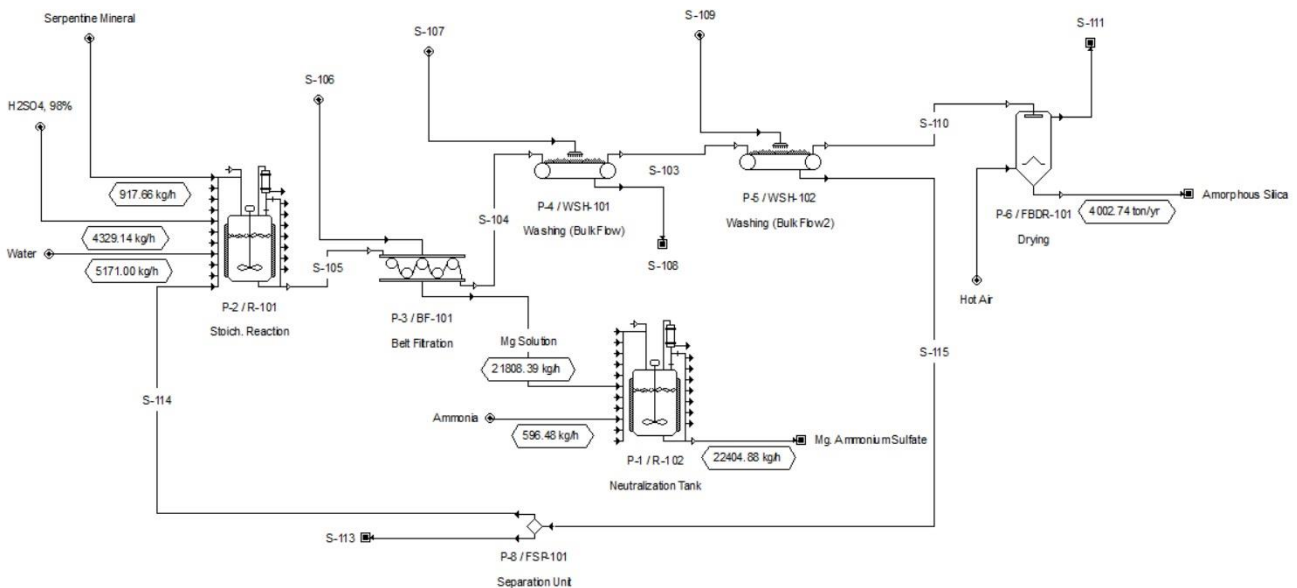 Serpentine Mineral
S-107
S-109
S-111
S-106
H2SO4, 98%
S-110
917.66 kg/h
S-103
P-4 / WSH-101
Washing (Bulk Flow)
P-5 / WSH-102
Washing (Bulk Flow2)
Amorphous Silica
4002.74 ton/yr
P-6 / FBDR-101
Drying
S-104
4329.14 kg/h
Water
5171.00 kg/h
S-105
S-108
Hot Air
P-2 / R-101
Stoich. Reaction
P-3 / BF-101
Belt Filtration
Mg Solution
21808.39 kg/h
S-115
S-114
Ammonia
596.48 kg/h
Mg. Ammonium Sulfate
22404.88 kg/h
P-1 / R-102
Neutralization Tank
S-113
P-8 / FSR-101
Separation Unit